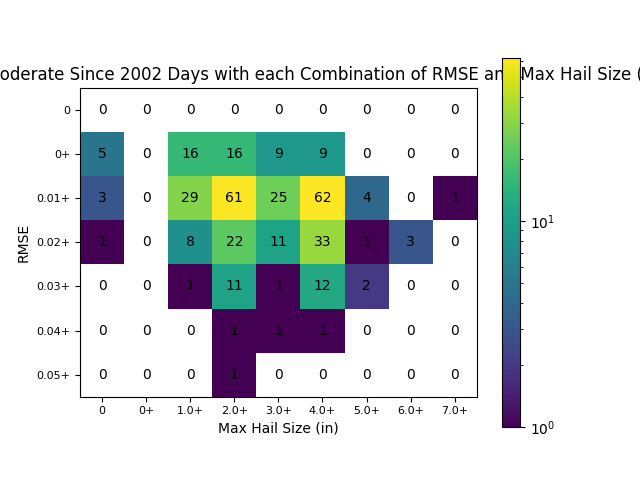 oderate Since 2002 Days with each Combination of RMSE an Max Hail Size (
0 0 0 0 0 0 0 0 0 0
0+ 5 0 16 16 9 9 0 0 0
0.01+ 3 0 29 61 25 62 4 0 1
0.02+ 1 0 8 22 11 33 1 3 0
0.03+ 0 0 1 11 1 12 2 0 0
0.04+ 0 0 0 1 1 1 0 0 0
0.05+ 0 0 0 1 0 0 0 0 0
0 0+ 1.0+ 2.0+ 3.0+ 4.0+ 5.0+ 6.0+ 7.0+
Max Hail Size (in)
RMSE
10¹
10⁰